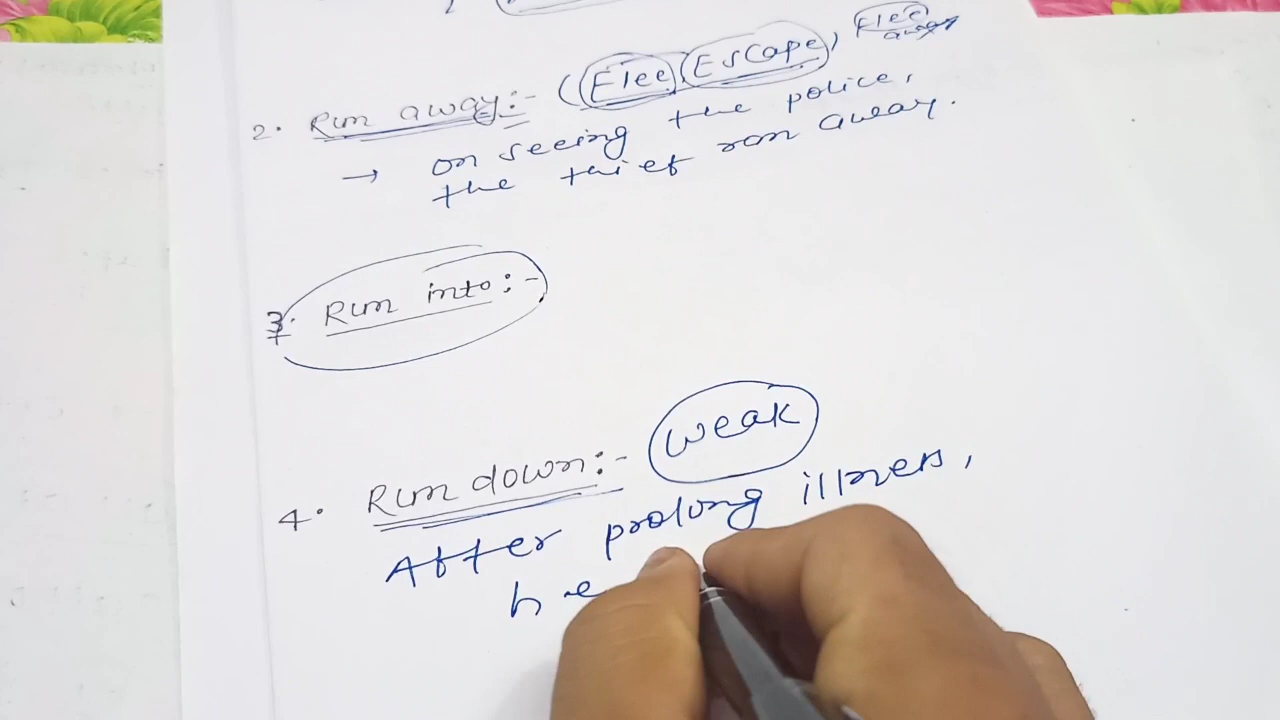 2. Run away:- (Flee, Escape) Flee away
→ on seeing the police,
the thief ran away.
3. Run into:-
4. Run down:- weak
After prolong illness,
he